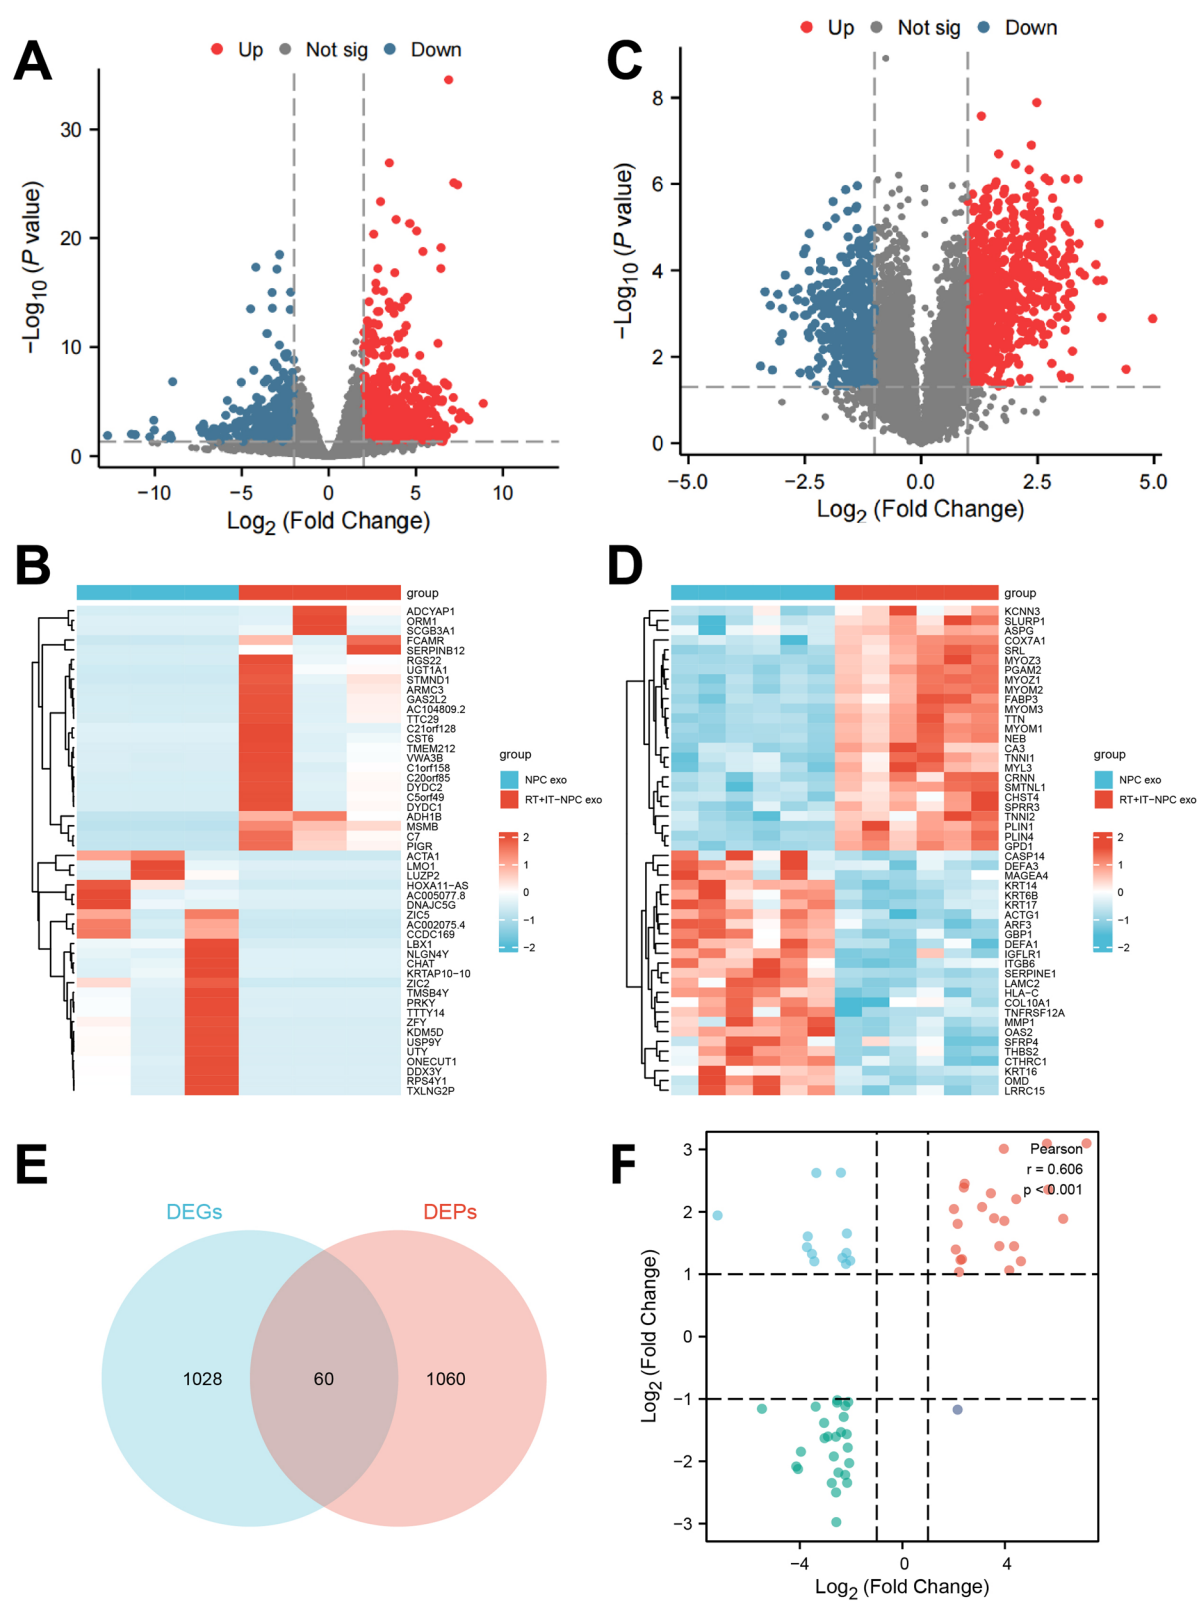 A
Up Not sig Down
30
20
10
0
−10 −5 0 5 10
−Log10 (P value)
Log2 (Fold Change)
C
Up Not sig Down
8
6
4
2
0
−5.0 −2.5 0.0 2.5 5.0
−Log10 (P value)
Log2 (Fold Change)
B
group
ADCYAP1
ORM1
SCGB3A1
FCAMR
SERPINB12
RGS22
UGT1A1
STMND1
ARMC3
GAS2L2
AC104809.2
TTC29
C21orf128
CST6
TMEM212
VWA3B
C1orf158
C20orf85
DYDC2
C5orf49
DYDC1
ADH1B
MSMB
C7
PIGR
ACTA1
LMO1
LUZP2
HOXA11−AS
AC005077.8
DNAJC5G
ZIC5
AC002075.4
CCDC169
LBX1
NLGN4Y
CHAT
KRTAP10−10
ZIC2
TMSB4Y
PRKY
TTTY14
ZFY
KDM5D
USP9Y
UTY
ONECUT1
DDX3Y
RPS4Y1
TXLNG2P
group
NPC exo
RT+IT−NPC exo
2
1
0
−1
−2
D
group
KCNN3
SLURP1
ASPG
COX7A1
SRL
MYOZ3
PGAM2
MYOZ1
MYOM2
FABP3
MYOM3
TTN
MYOM1
NEB
CA3
TNNI1
MYL3
CRNN
SMTNL1
CHST4
SPRR3
TNNI2
PLIN1
PLIN4
GPD1
CASP14
DEFA3
MAGEA4
KRT14
KRT6B
KRT17
ACTG1
ARF3
GBP1
DEFA1
IGFLR1
ITGB6
SERPINE1
LAMC2
HLA−C
COL10A1
TNFRSF12A
MMP1
OAS2
SFRP4
THBS2
CTHRC1
KRT16
OMD
LRRC15
group
NPC exo
RT+IT−NPC exo
2
1
0
−1
−2
E
DEGs DEPs
1028 60 1060
F
Pearson
r = 0.606
p < 0.001
3
2
1
0
−1
−2
−3
−4 0 4
Log2 (Fold Change)
Log2 (Fold Change)